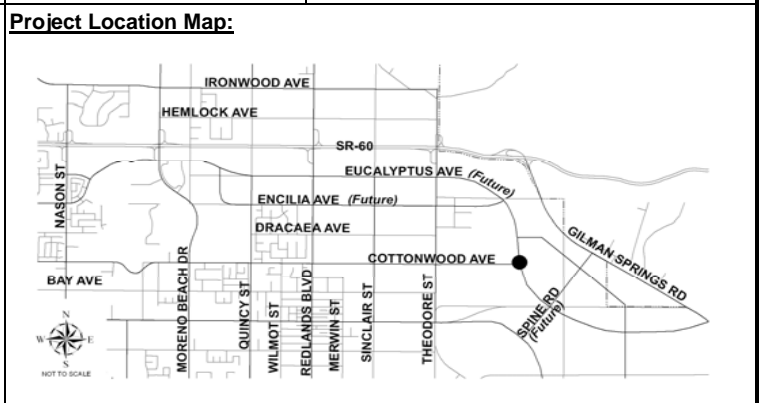 Project Location Map:
IRONWOOD AVE
HEMLOCK AVE
SR-60
EUCALYPTUS AVE (Future)
NASON ST
ENCILIA AVE (Future)
DRACAEA AVE
GILMAN SPRINGS RD
COTTONWOOD AVE
BAY AVE
MORENO BEACH DR
QUINCY ST
WILMOT ST
REDLANDS BLVD
MERWIN ST
SINCLAIR ST
THEODORE ST
SPINE RD
(Future)
N
W E
S
NOT TO SCALE